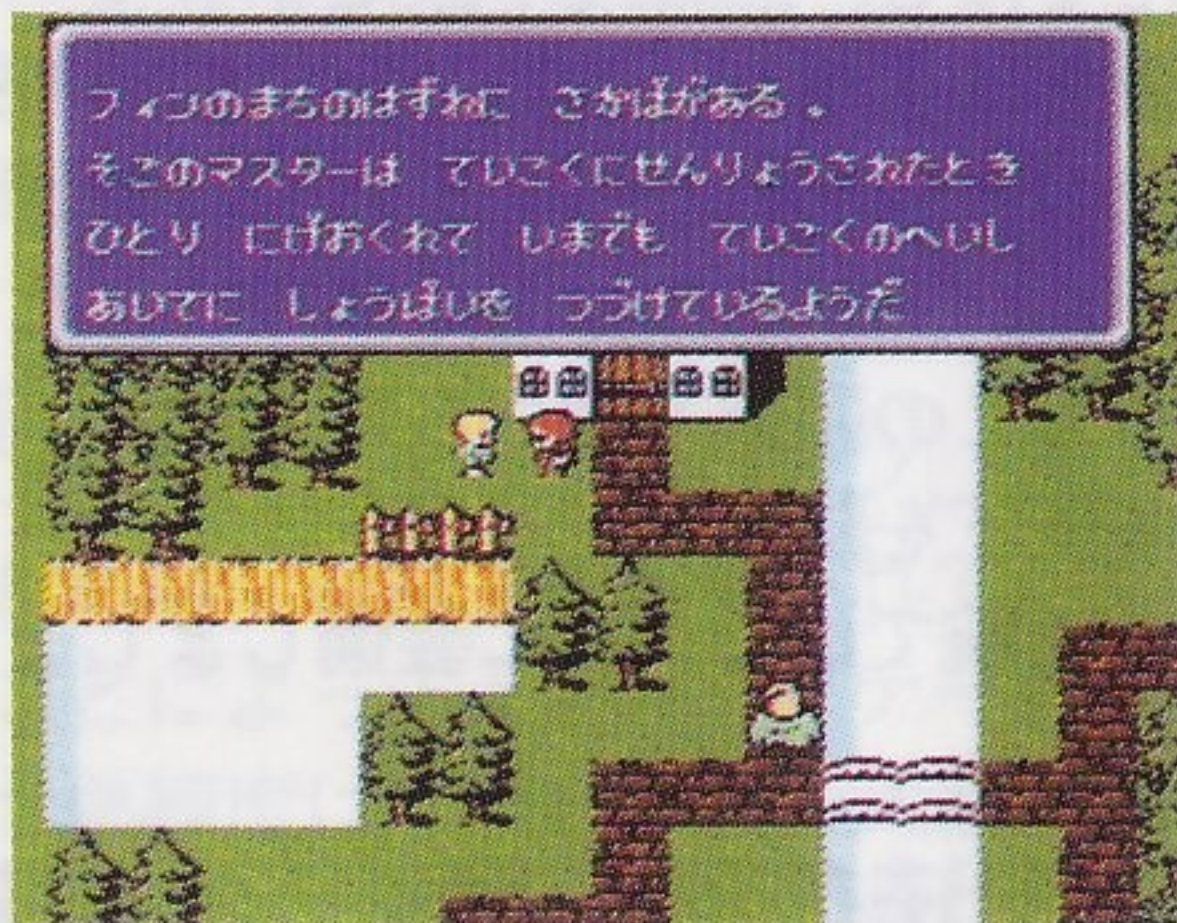 フィンのまちのはずれに　さかばがある。
そこのマスターは　ていこくにせんりょうされたとき
ひとり　にげおくれて　いまでも　ていこくのへいし
あいてに　しょうばいを　つづけているようだ